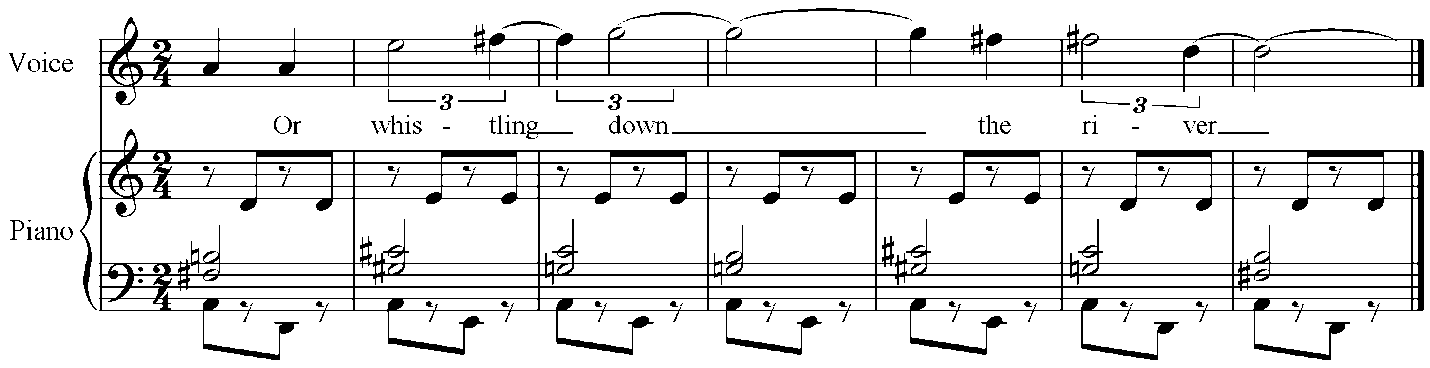 Voice
3 3 3
Or whis - tling down the ri - ver
Piano